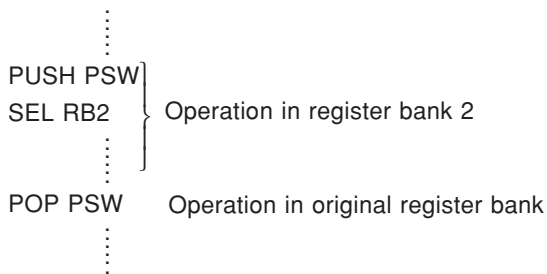 PUSH PSW
SEL RB2 Operation in register bank 2
POP PSW Operation in original register bank